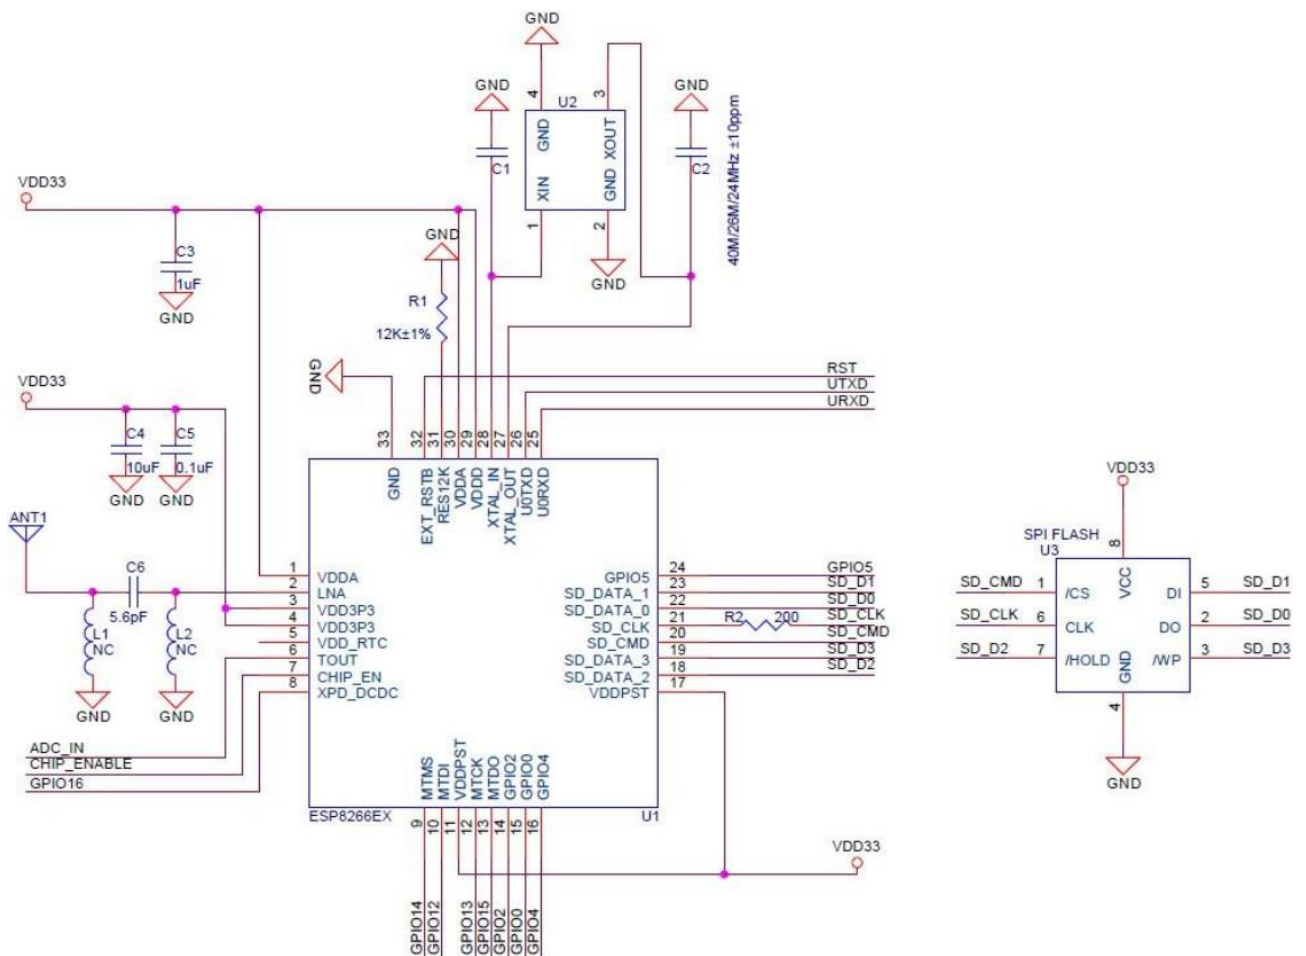 GND
4
3
U2
GND
GND
GND
XOUT
C1
C2
XIN
GND
1
2
GND
40M/26M/24MHz ±10ppm
VDD33
C3
1uF
GND
GND
R1
12K±1%
GND
RST
UTXD
URXD
VDD33
C4
C5
10uF
0.1uF
GND
GND
33
32
31
30
29
28
27
26
25
GND
EXT_RSTB
RES12K
VDDA
VDDD
XTAL_IN
XTAL_OUT
U0TXD
U0RXD
ANT1
C6
5.6pF
L1
NC
L2
NC
GND
GND
1 VDDA
2 LNA
3 VDD3P3
4 VDD3P3
5 VDD_RTC
6 TOUT
7 CHIP_EN
8 XPD_DCDC
ADC_IN
CHIP_ENABLE
GPIO16
GPIO5 24 GPIO5
SD_DATA_1 23 SD_D1
SD_DATA_0 22 SD_D0
SD_CLK 21 R2 200 SD_CLK
SD_CMD 20 SD_CMD
SD_DATA_3 19 SD_D3
SD_DATA_2 18 SD_D2
VDDPST 17
MTMS
MTDI
VDDPST
MTCK
MTDO
GPIO2
GPIO0
GPIO4
ESP8266EX
U1
9
10
11
12
13
14
15
16
GPIO14
GPIO12
GPIO13
GPIO15
GPIO2
GPIO0
GPIO4
VDD33
VDD33
SPI FLASH
U3
8
VCC
SD_CMD 1 /CS
DI 5 SD_D1
SD_CLK 6 CLK
DO 2 SD_D0
SD_D2 7 /HOLD
/WP 3 SD_D3
GND
4
GND